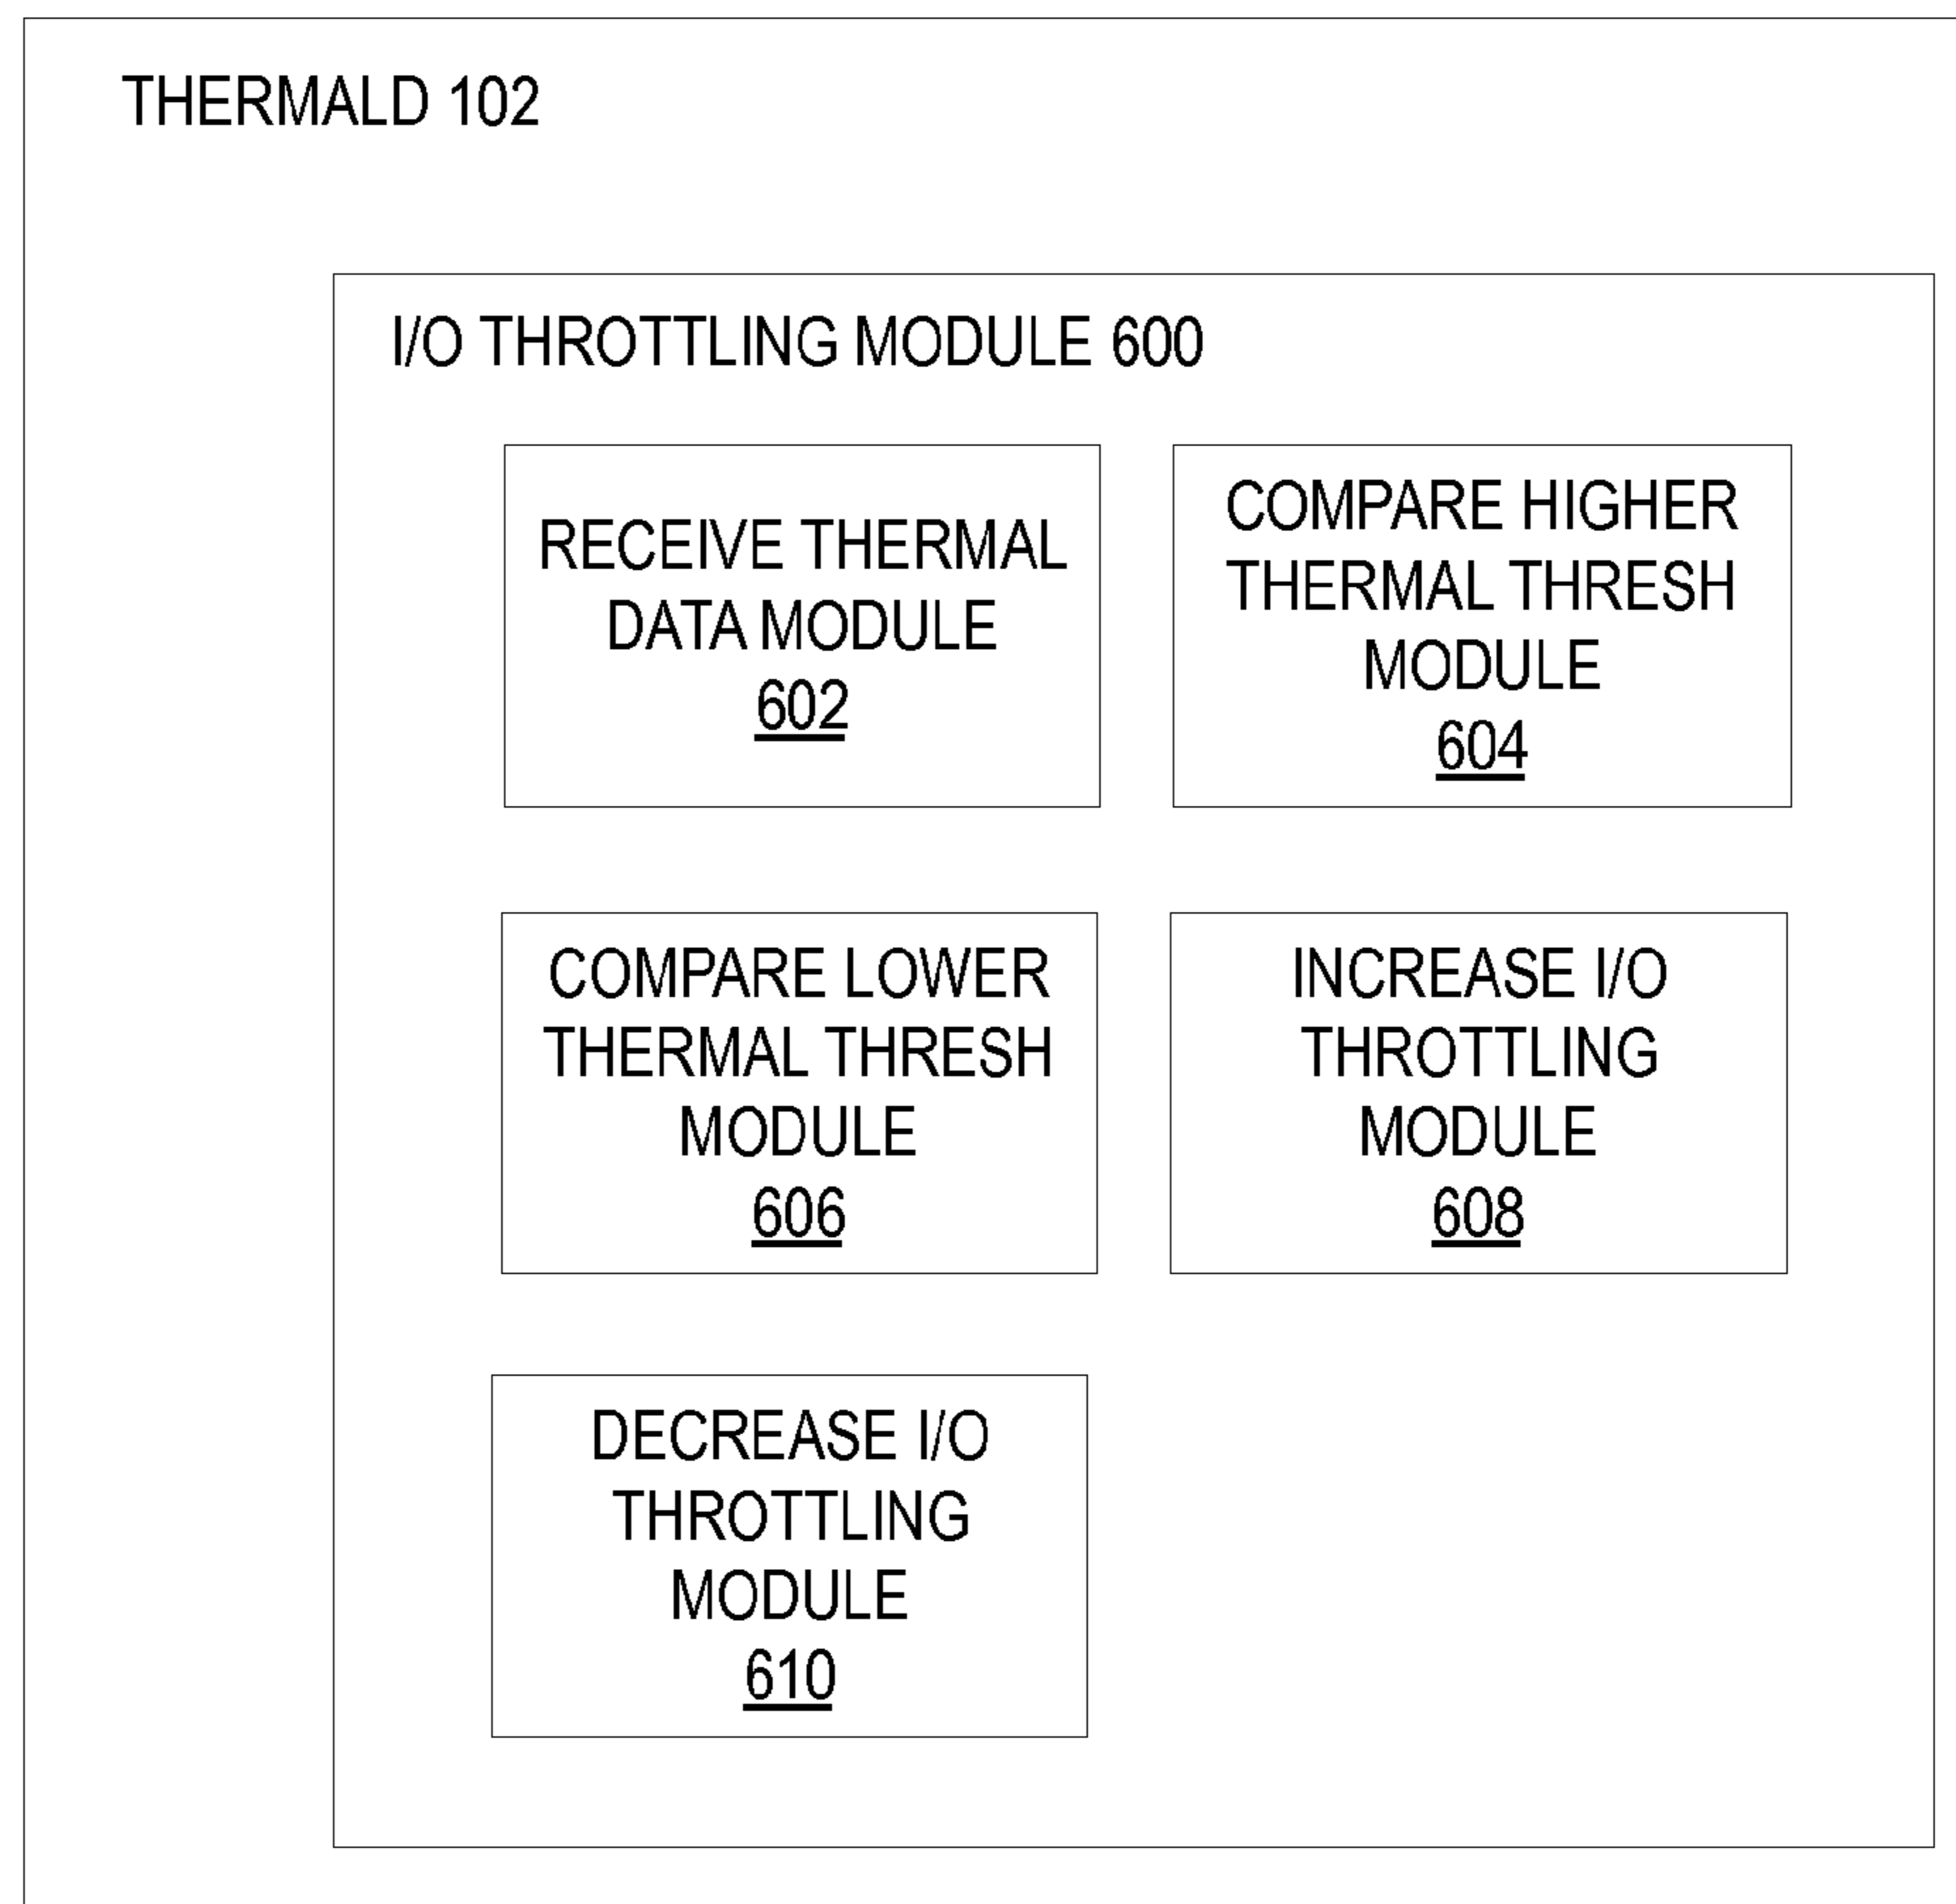 THERMALD 102
I/O THROTTLING MODULE 600
RECEIVE THERMAL
DATA MODULE
602
COMPARE HIGHER
THERMAL THRESH
MODULE
604
COMPARE LOWER
THERMAL THRESH
MODULE
606
INCREASE I/O
THROTTLING
MODULE
608
DECREASE I/O
THROTTLING
MODULE
610